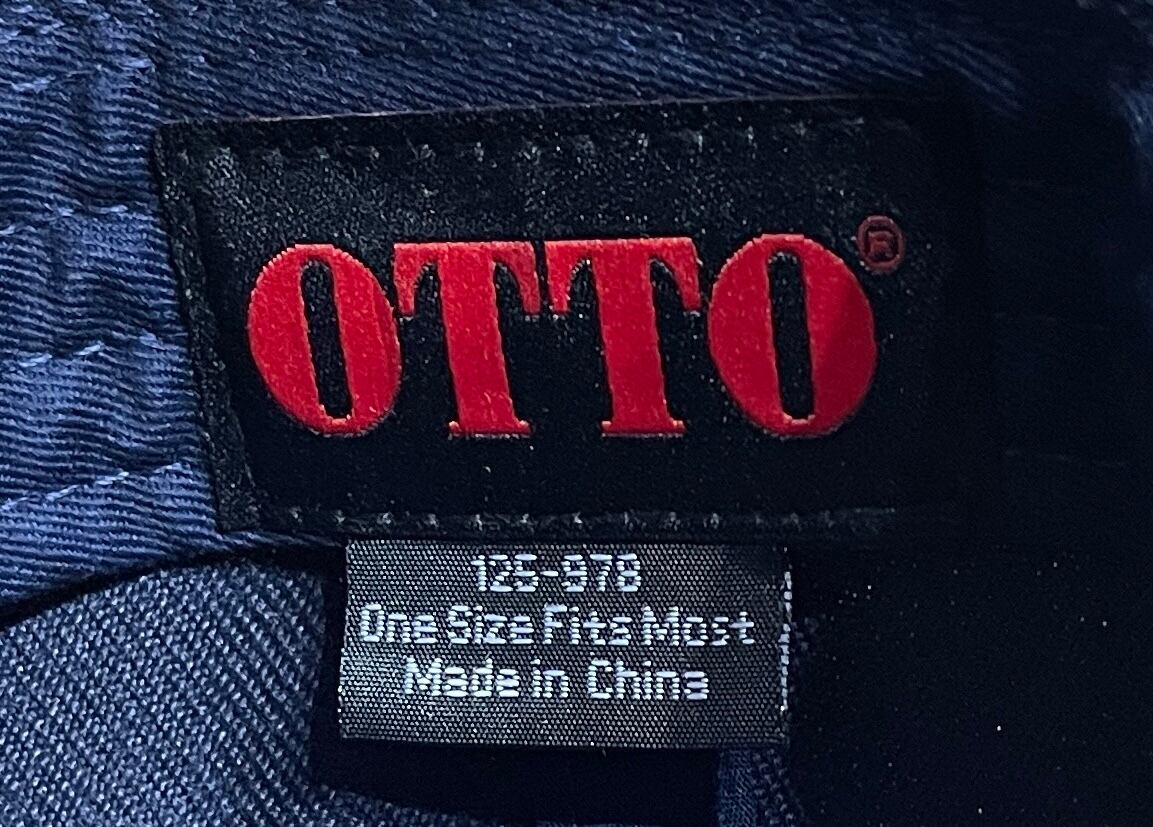 OTTO®
125-978
One Size Fits Most
Made in China